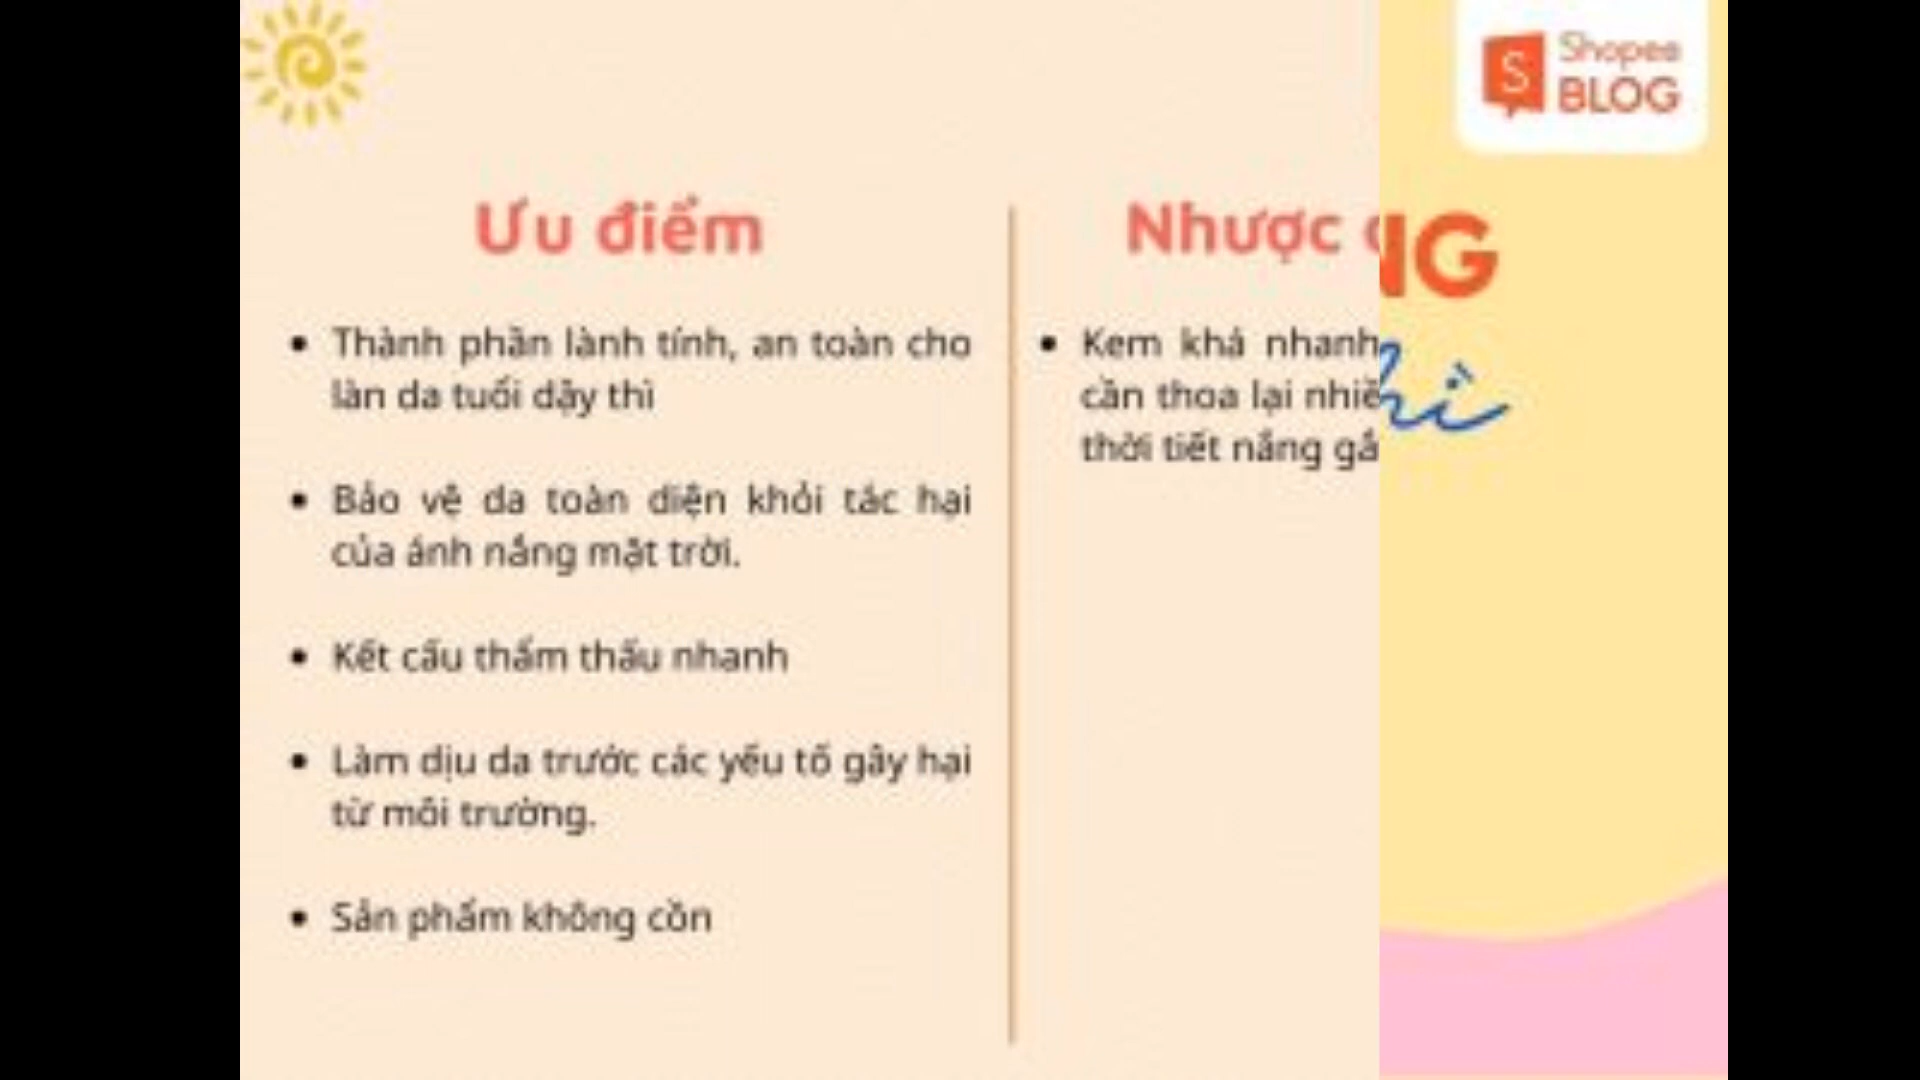 Shopee
BLOG
Ưu điểm
Thành phần lành tính, an toàn cho
làn da tuổi dậy thì
Bảo vệ da toàn diện khỏi tác hại
của ánh nắng mặt trời.
Kết cấu thẩm thấu nhanh
Làm dịu da trước các yếu tố gây hại
từ môi trường.
Sản phẩm không cồn
Nhược
Kem khá nhanh
cần thoa lại
thời tiết nắng